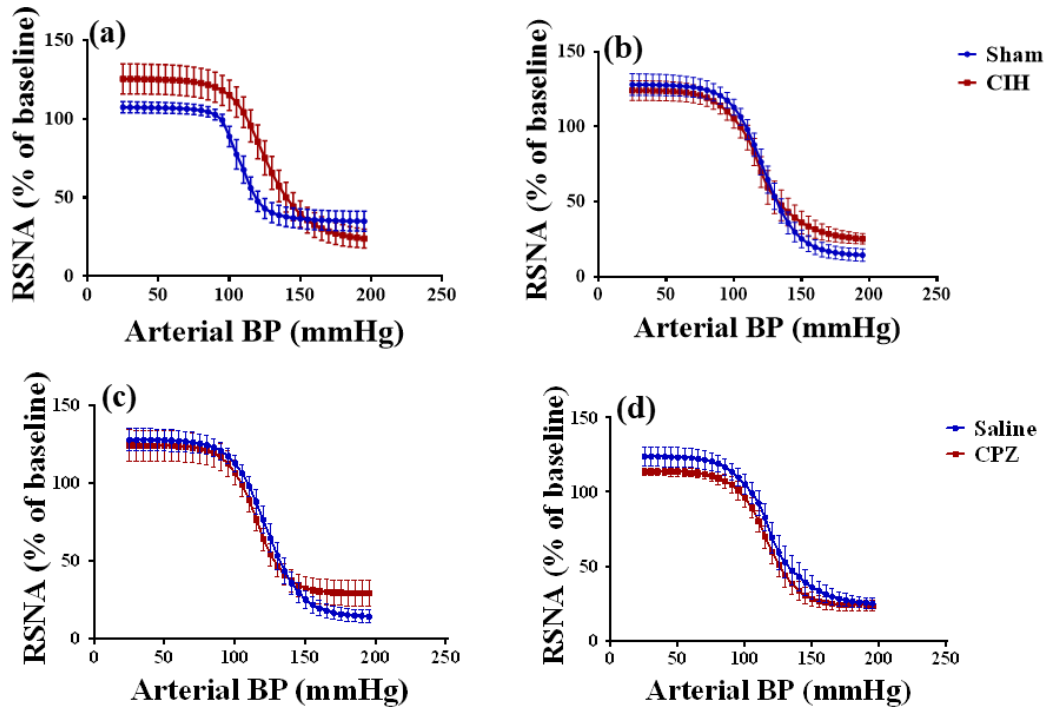 (a)
RSNA (% of baseline)
150
100
50
0
0 50 100 150 200 250
Arterial BP (mmHg)
(b)
RSNA (% of baseline)
150
100
50
0
0 50 100 150 200 250
Arterial BP (mmHg)
Sham
CIH
(c)
RSNA (% of baseline)
150
100
50
0
0 50 100 150 200 250
Arterial BP (mmHg)
(d)
RSNA (% of baseline)
150
100
50
0
0 50 100 150 200 250
Arterial BP (mmHg)
Saline
CPZ